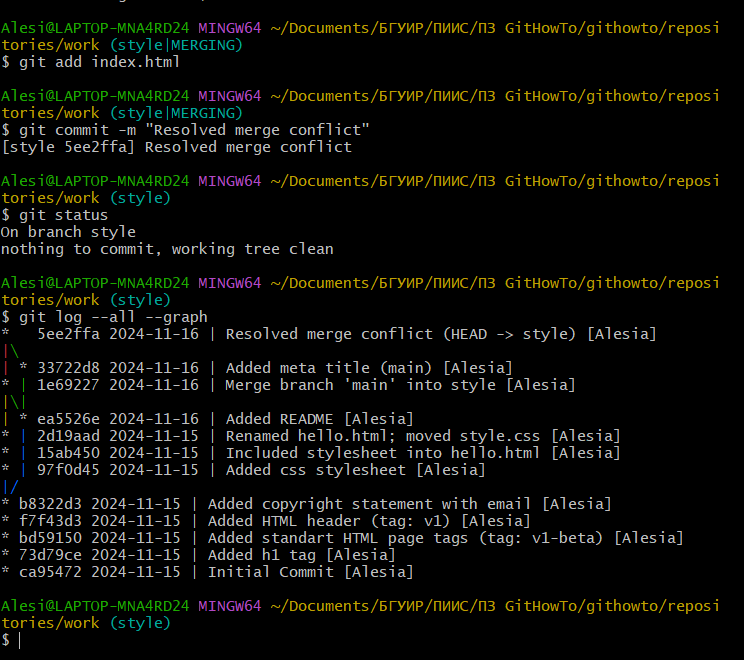 Alesi@LAPTOP-MNA4RD24 MINGW64 ~/Documents/БГУИР/ПИИС/ПЗ GitHowTo/githowto/reposi
tories/work (style|MERGING)
$ git add index.html
Alesi@LAPTOP-MNA4RD24 MINGW64 ~/Documents/БГУИР/ПИИС/ПЗ GitHowTo/githowto/reposi
tories/work (style|MERGING)
$ git commit -m "Resolved merge conflict"
[style 5ee2ffa] Resolved merge conflict
Alesi@LAPTOP-MNA4RD24 MINGW64 ~/Documents/БГУИР/ПИИС/ПЗ GitHowTo/githowto/reposi
tories/work (style)
$ git status
On branch style
nothing to commit, working tree clean
Alesi@LAPTOP-MNA4RD24 MINGW64 ~/Documents/БГУИР/ПИИС/ПЗ GitHowTo/githowto/reposi
tories/work (style)
$ git log --all --graph
*   5ee2ffa 2024-11-16 | Resolved merge conflict (HEAD -> style) [Alesia]
|\
| * 33722d8 2024-11-16 | Added meta title (main) [Alesia]
* | 1e69227 2024-11-16 | Merge branch 'main' into style [Alesia]
|\|
| * ea5526e 2024-11-16 | Added README [Alesia]
* | 2d19aad 2024-11-15 | Renamed hello.html; moved style.css [Alesia]
* | 15ab450 2024-11-15 | Included stylesheet into hello.html [Alesia]
* | 97f0d45 2024-11-15 | Added css stylesheet [Alesia]
|/
* b8322d3 2024-11-15 | Added copyright statement with email [Alesia]
* f7f43d3 2024-11-15 | Added HTML header (tag: v1) [Alesia]
* bd59150 2024-11-15 | Added standart HTML page tags (tag: v1-beta) [Alesia]
* 73d79ce 2024-11-15 | Added h1 tag [Alesia]
* ca95472 2024-11-15 | Initial Commit [Alesia]
Alesi@LAPTOP-MNA4RD24 MINGW64 ~/Documents/БГУИР/ПИИС/ПЗ GitHowTo/githowto/reposi
tories/work (style)
$